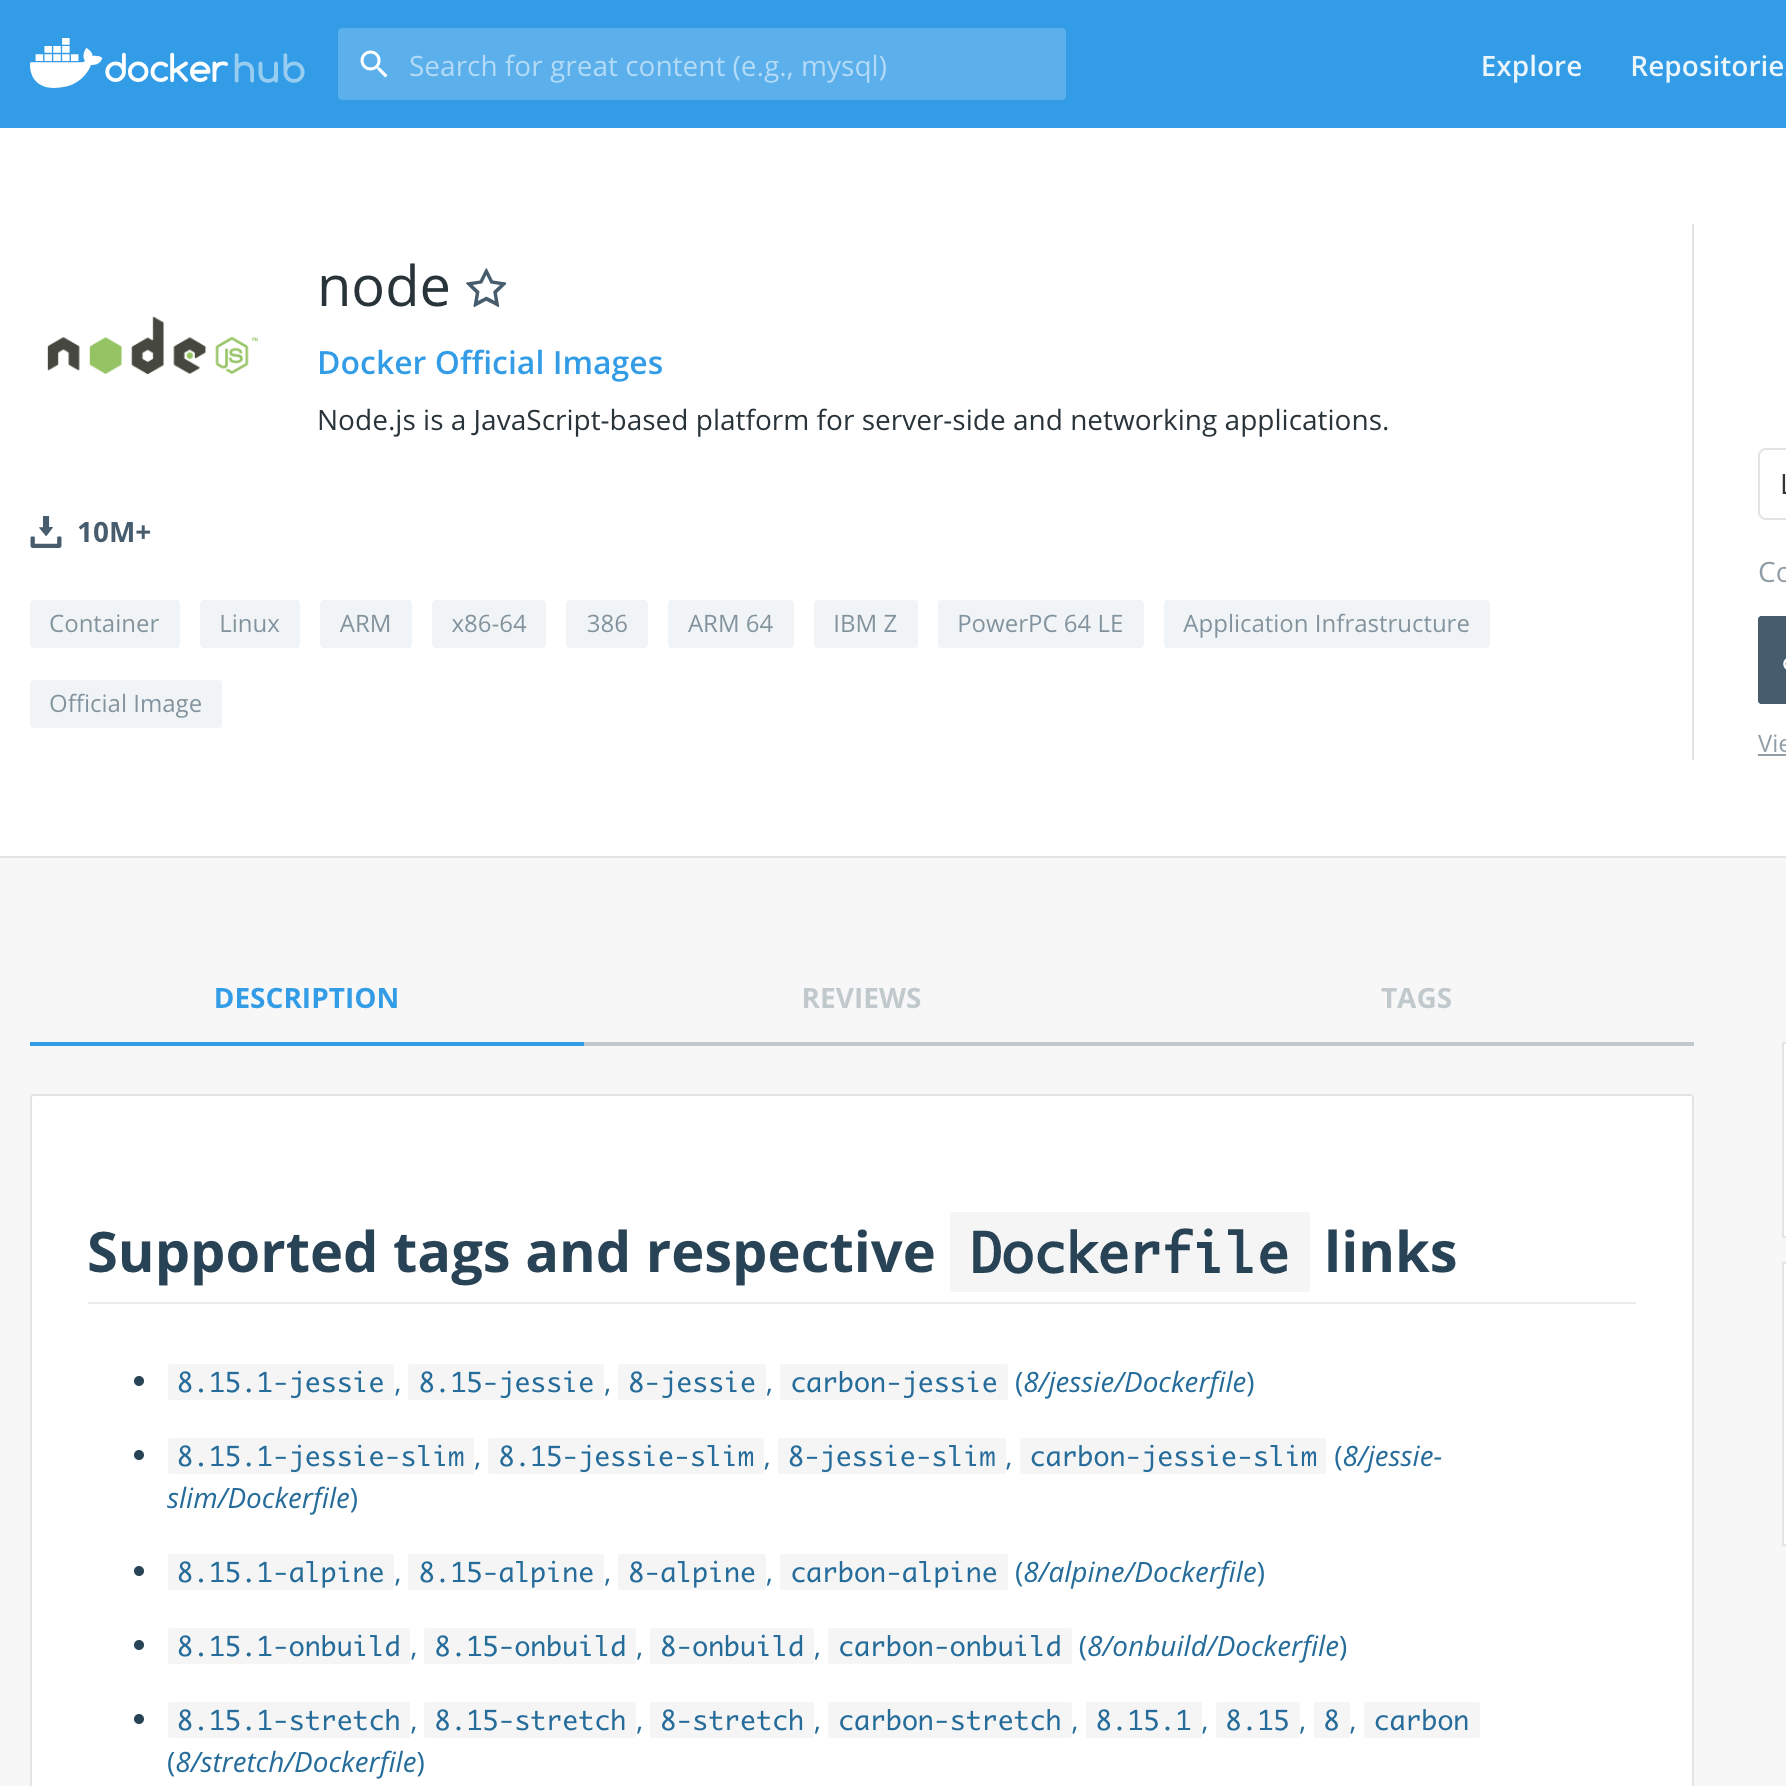 dockerhub
Search for great content (e.g., mysql)
Explore
Repositorie
node
node JS ™
Docker Official Images
Node.js is a JavaScript-based platform for server-side and networking applications.
10M+
Container Linux ARM x86-64 386 ARM 64 IBM Z PowerPC 64 LE Application Infrastructure
Official Image
Co
Vie
DESCRIPTION REVIEWS TAGS
Supported tags and respective Dockerfile links
8.15.1-jessie, 8.15-jessie, 8-jessie, carbon-jessie (8/jessie/Dockerfile)
8.15.1-jessie-slim, 8.15-jessie-slim, 8-jessie-slim, carbon-jessie-slim (8/jessie-
slim/Dockerfile)
8.15.1-alpine, 8.15-alpine, 8-alpine, carbon-alpine (8/alpine/Dockerfile)
8.15.1-onbuild, 8.15-onbuild, 8-onbuild, carbon-onbuild (8/onbuild/Dockerfile)
8.15.1-stretch, 8.15-stretch, 8-stretch, carbon-stretch, 8.15.1, 8.15, 8, carbon
(8/stretch/Dockerfile)